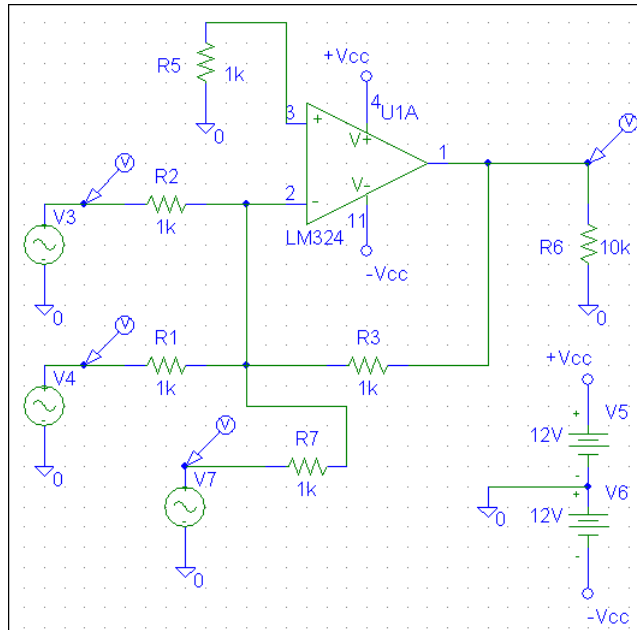 +Vcc
R5
1k
3
4
U1A
+
V+
1
0
V-
2
-
11
LM324
-Vcc
V
V
R2
V3
1k
0
R6
10k
0
V
R1
R3
V4
1k
1k
0
+Vcc
V
R7
V7
1k
0
+
V5
12V
-
+
V6
0
12V
-
-Vcc